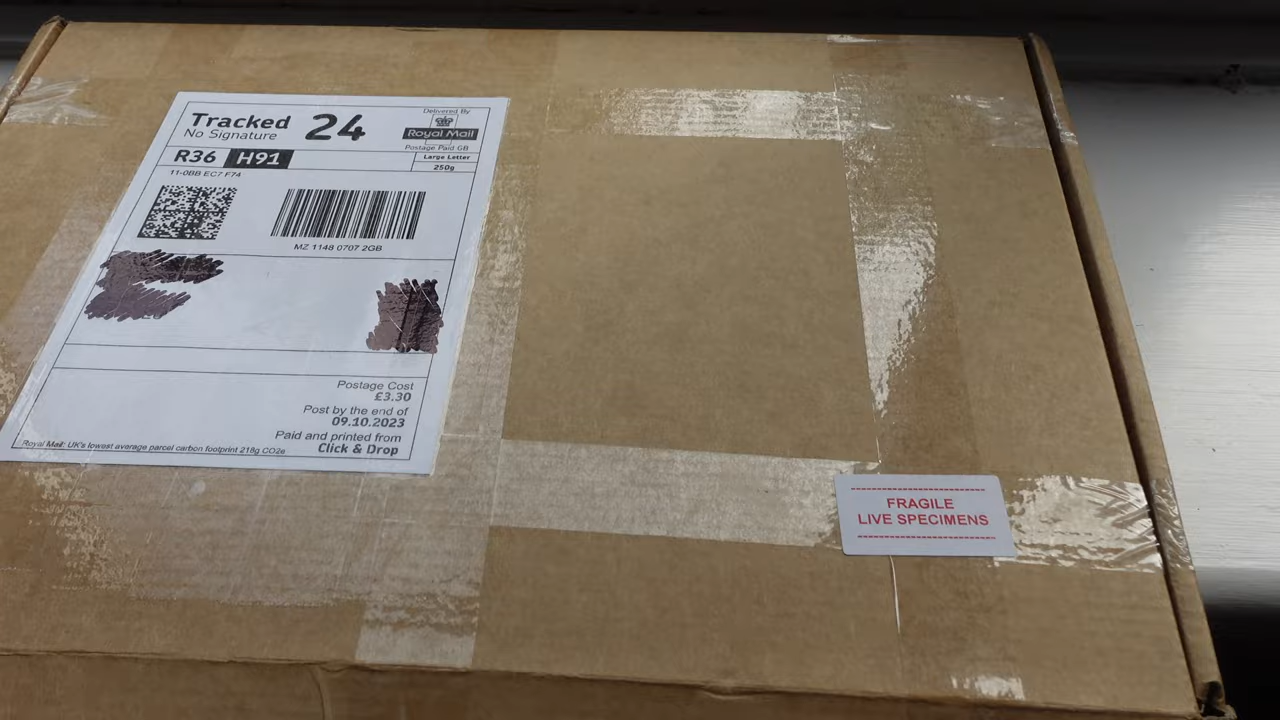 Tracked 24
No Signature
Delivered By
Royal Mail
Postage Paid GB
Large Letter
250g
R36 H91
11-0BB EC7 F74
MZ 1148 0707 2GB
Postage Cost
£3.30
Post by the end of
09.10.2023
Paid and printed from
Click & Drop
Royal Mail: UK's lowest average parcel carbon footprint 218g CO2e
FRAGILE
LIVE SPECIMENS